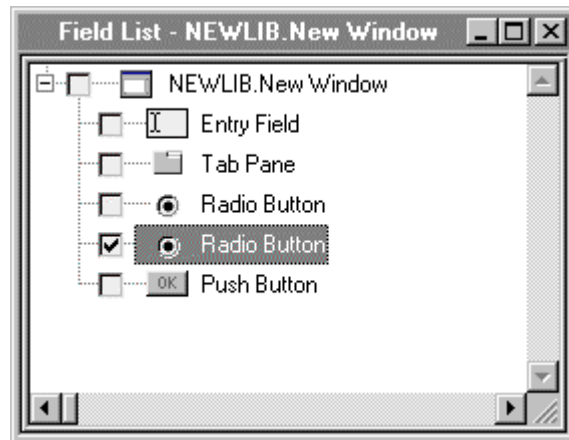 Field List - NEWLIB.New Window
NEWLIB.New Window
Entry Field
Tab Pane
Radio Button
Radio Button
OK Push Button